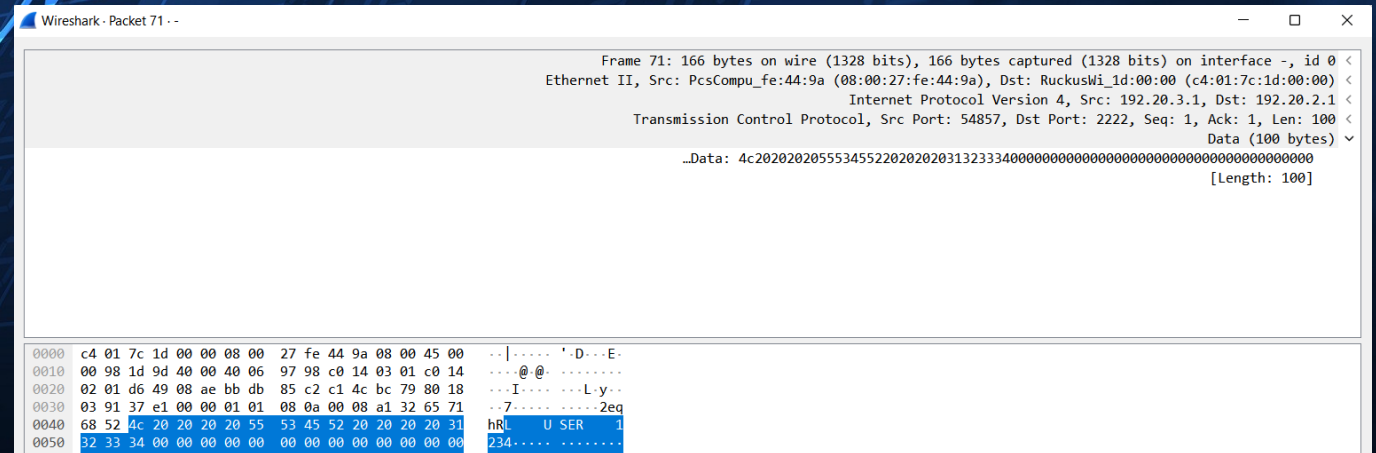 Wireshark · Packet 71 · -
Frame 71: 166 bytes on wire (1328 bits), 166 bytes captured (1328 bits) on interface -, id 0
Ethernet II, Src: PcsCompu_fe:44:9a (08:00:27:fe:44:9a), Dst: RuckusWi_1d:00:00 (c4:01:7c:1d:00:00)
Internet Protocol Version 4, Src: 192.20.3.1, Dst: 192.20.2.1
Transmission Control Protocol, Src Port: 54857, Dst Port: 2222, Seq: 1, Ack: 1, Len: 100
Data (100 bytes)
…Data: 4c20202020555345522020202031323334000000000000000000000000000000000000
[Length: 100]
0000 c4 01 7c 1d 00 00 08 00 27 fe 44 9a 08 00 45 00 ··|·····'·D···E·
0010 00 98 1d 9d 40 00 40 06 97 98 c0 14 03 01 c0 14 ····@·@·········
0020 02 01 d6 49 08 ae bb db 85 c2 c1 4c bc 79 80 18 ···I·······L·y··
0030 03 91 37 e1 00 00 01 01 08 0a 00 08 a1 32 65 71 ··7··········2eq
0040 68 52 4c 20 20 20 20 55 53 45 52 20 20 20 20 31 hRL    USER    1
0050 32 33 34 00 00 00 00 00 00 00 00 00 00 00 00 00 234·············